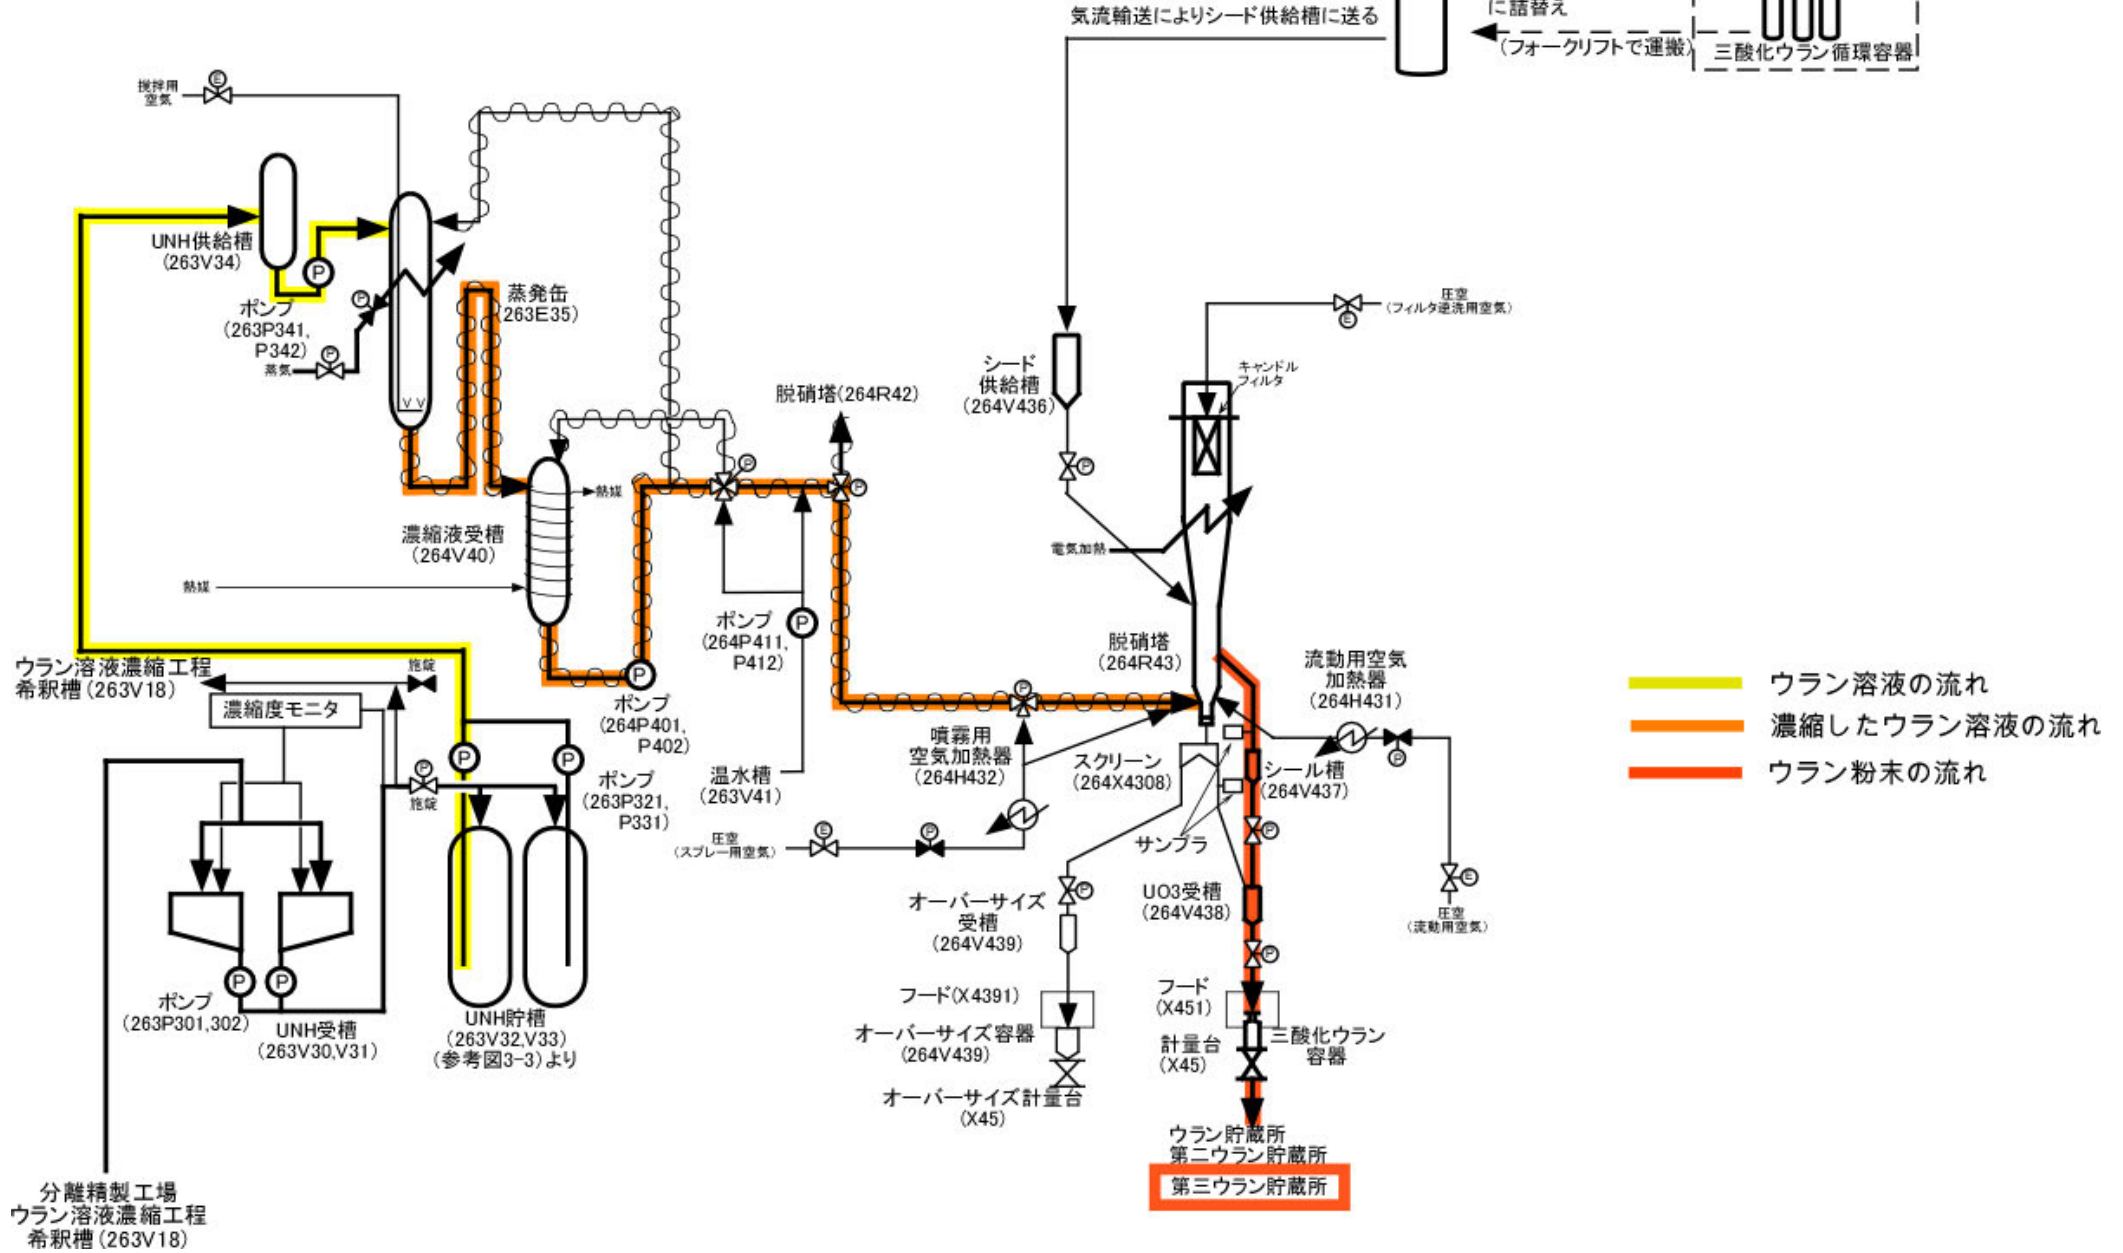 気流輸送によりシード供給槽に送る
に詰替え
(フォークリフトで運搬)
三酸化ウラン循環容器
撹拌用
空気
E
UNH供給槽
(263V34)
P
ポンプ
(263P341,
P342)
P
P
蒸気
蒸発缶
(263E35)
V V
脱硝塔(264R42)
シード
供給槽
(264V436)
圧空
(フィルタ逆洗用空気)
E
キャンドル
フィルタ
P
P
P
熱媒
濃縮液受槽
(264V40)
熱媒
電気加熱
ポンプ
(264P411,
P412)
P
脱硝塔
(264R43)
流動用空気
加熱器
(264H431)
ウラン溶液の流れ
濃縮したウラン溶液の流れ
ウラン粉末の流れ
ウラン溶液濃縮工程
希釈槽(263V18)
施錠
濃縮度モニタ
P
ポンプ
(264P401,
P402)
P
噴霧用
空気加熱器
(264H432)
スクリーン
(264X4308)
シール槽
(264V437)
P
P
P
ポンプ
(263P321,
P331)
温水槽
(263V41)
P
施錠
圧空
(スプレー用空気)
E
P
サンプラ
P
E
圧空
(流動用空気)
オーバーサイズ
受槽
(264V439)
P
UO3受槽
(264V438)
P
P
P
ポンプ
(263P301,302)
UNH受槽
(263V30,V31)
UNH貯槽
(263V32,V33)
(参考図3-3)より
フード(X4391)
オーバーサイズ容器
(264V439)
オーバーサイズ計量台
(X45)
フード
(X451)
計量台
(X45)
三酸化ウラン
容器
ウラン貯蔵所
第二ウラン貯蔵所
第三ウラン貯蔵所
分離精製工場
ウラン溶液濃縮工程
希釈槽(263V18)